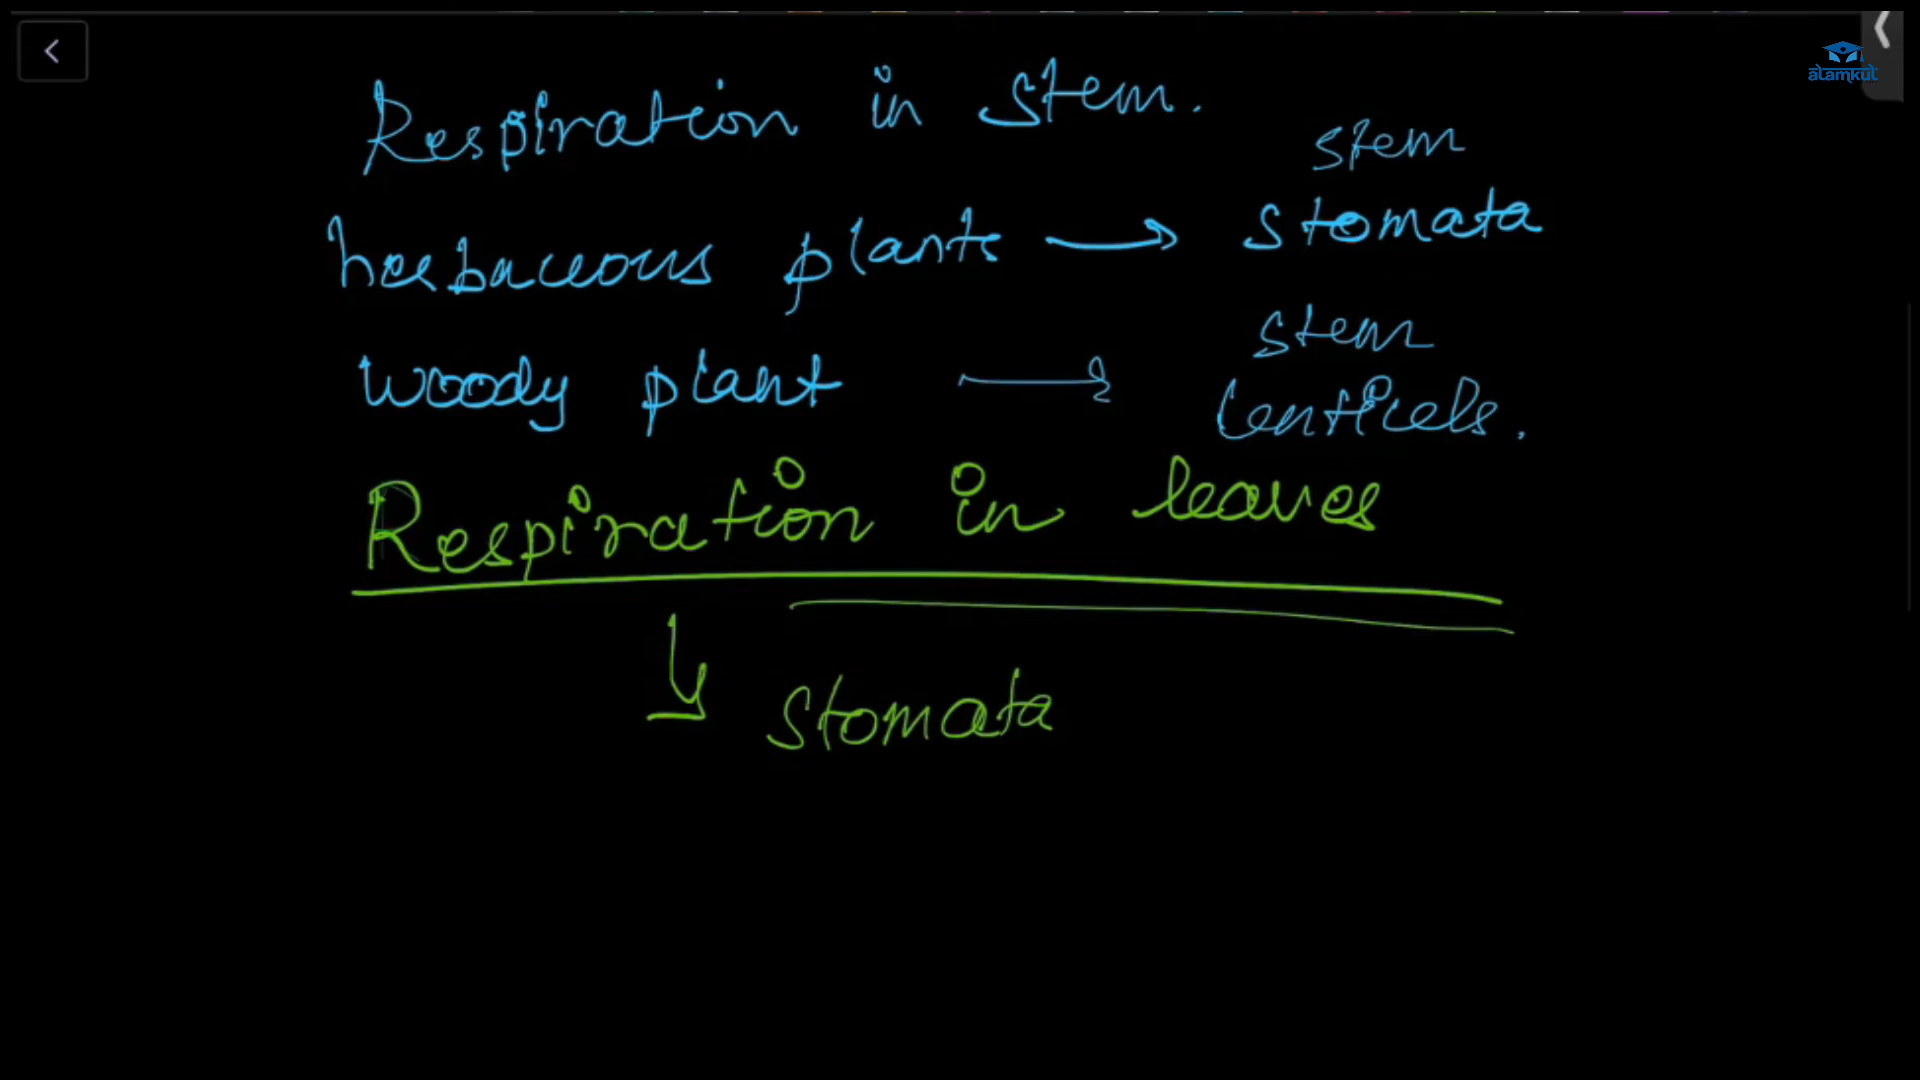 Respiration in stem.
stem
herbaceous plants → stomata
stem
woody plant → lenticels.
Respiration in leaves
↓ stomata
alamkul